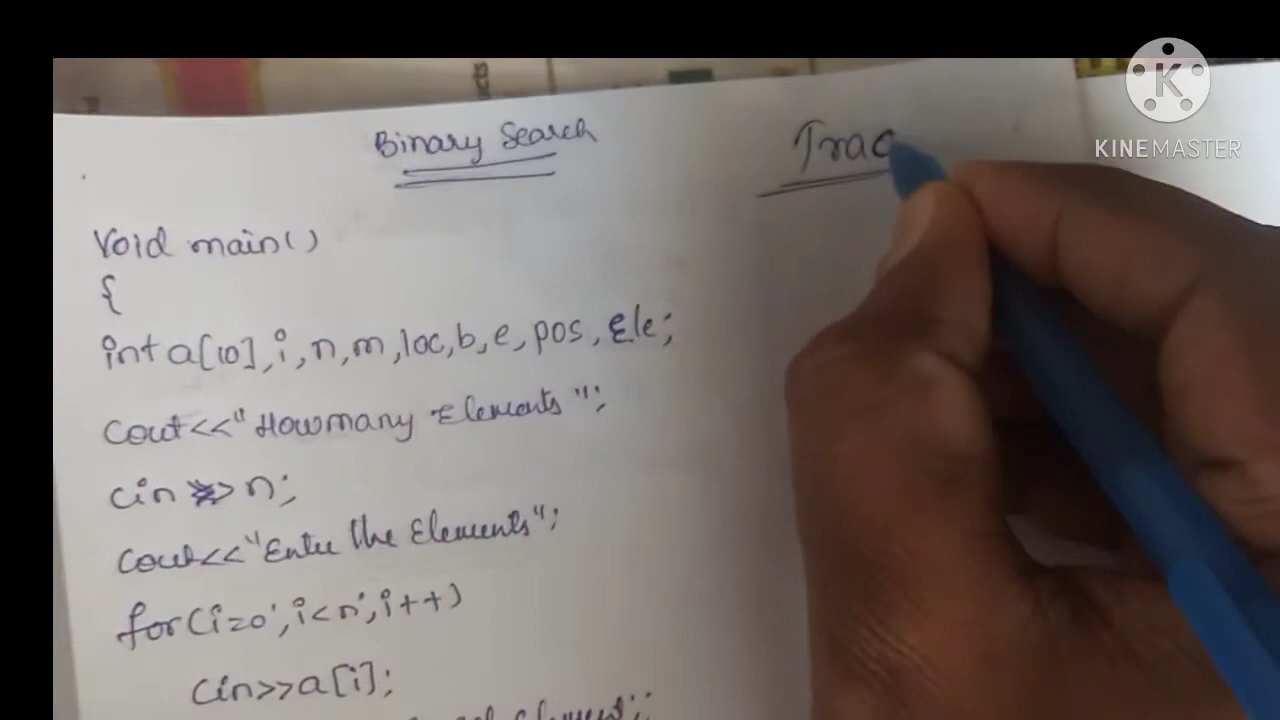 Binary Search
Trac
Void main()
{
int a[10], i, n, m, loc, b, e, pos, Ele;
Cout<<"Howmany Elements";
Cin >> n;
Cout<<"Enter the Elements";
for(i=0; i<n; i++)
Cin>>a[i];
element";
K
KINEMASTER